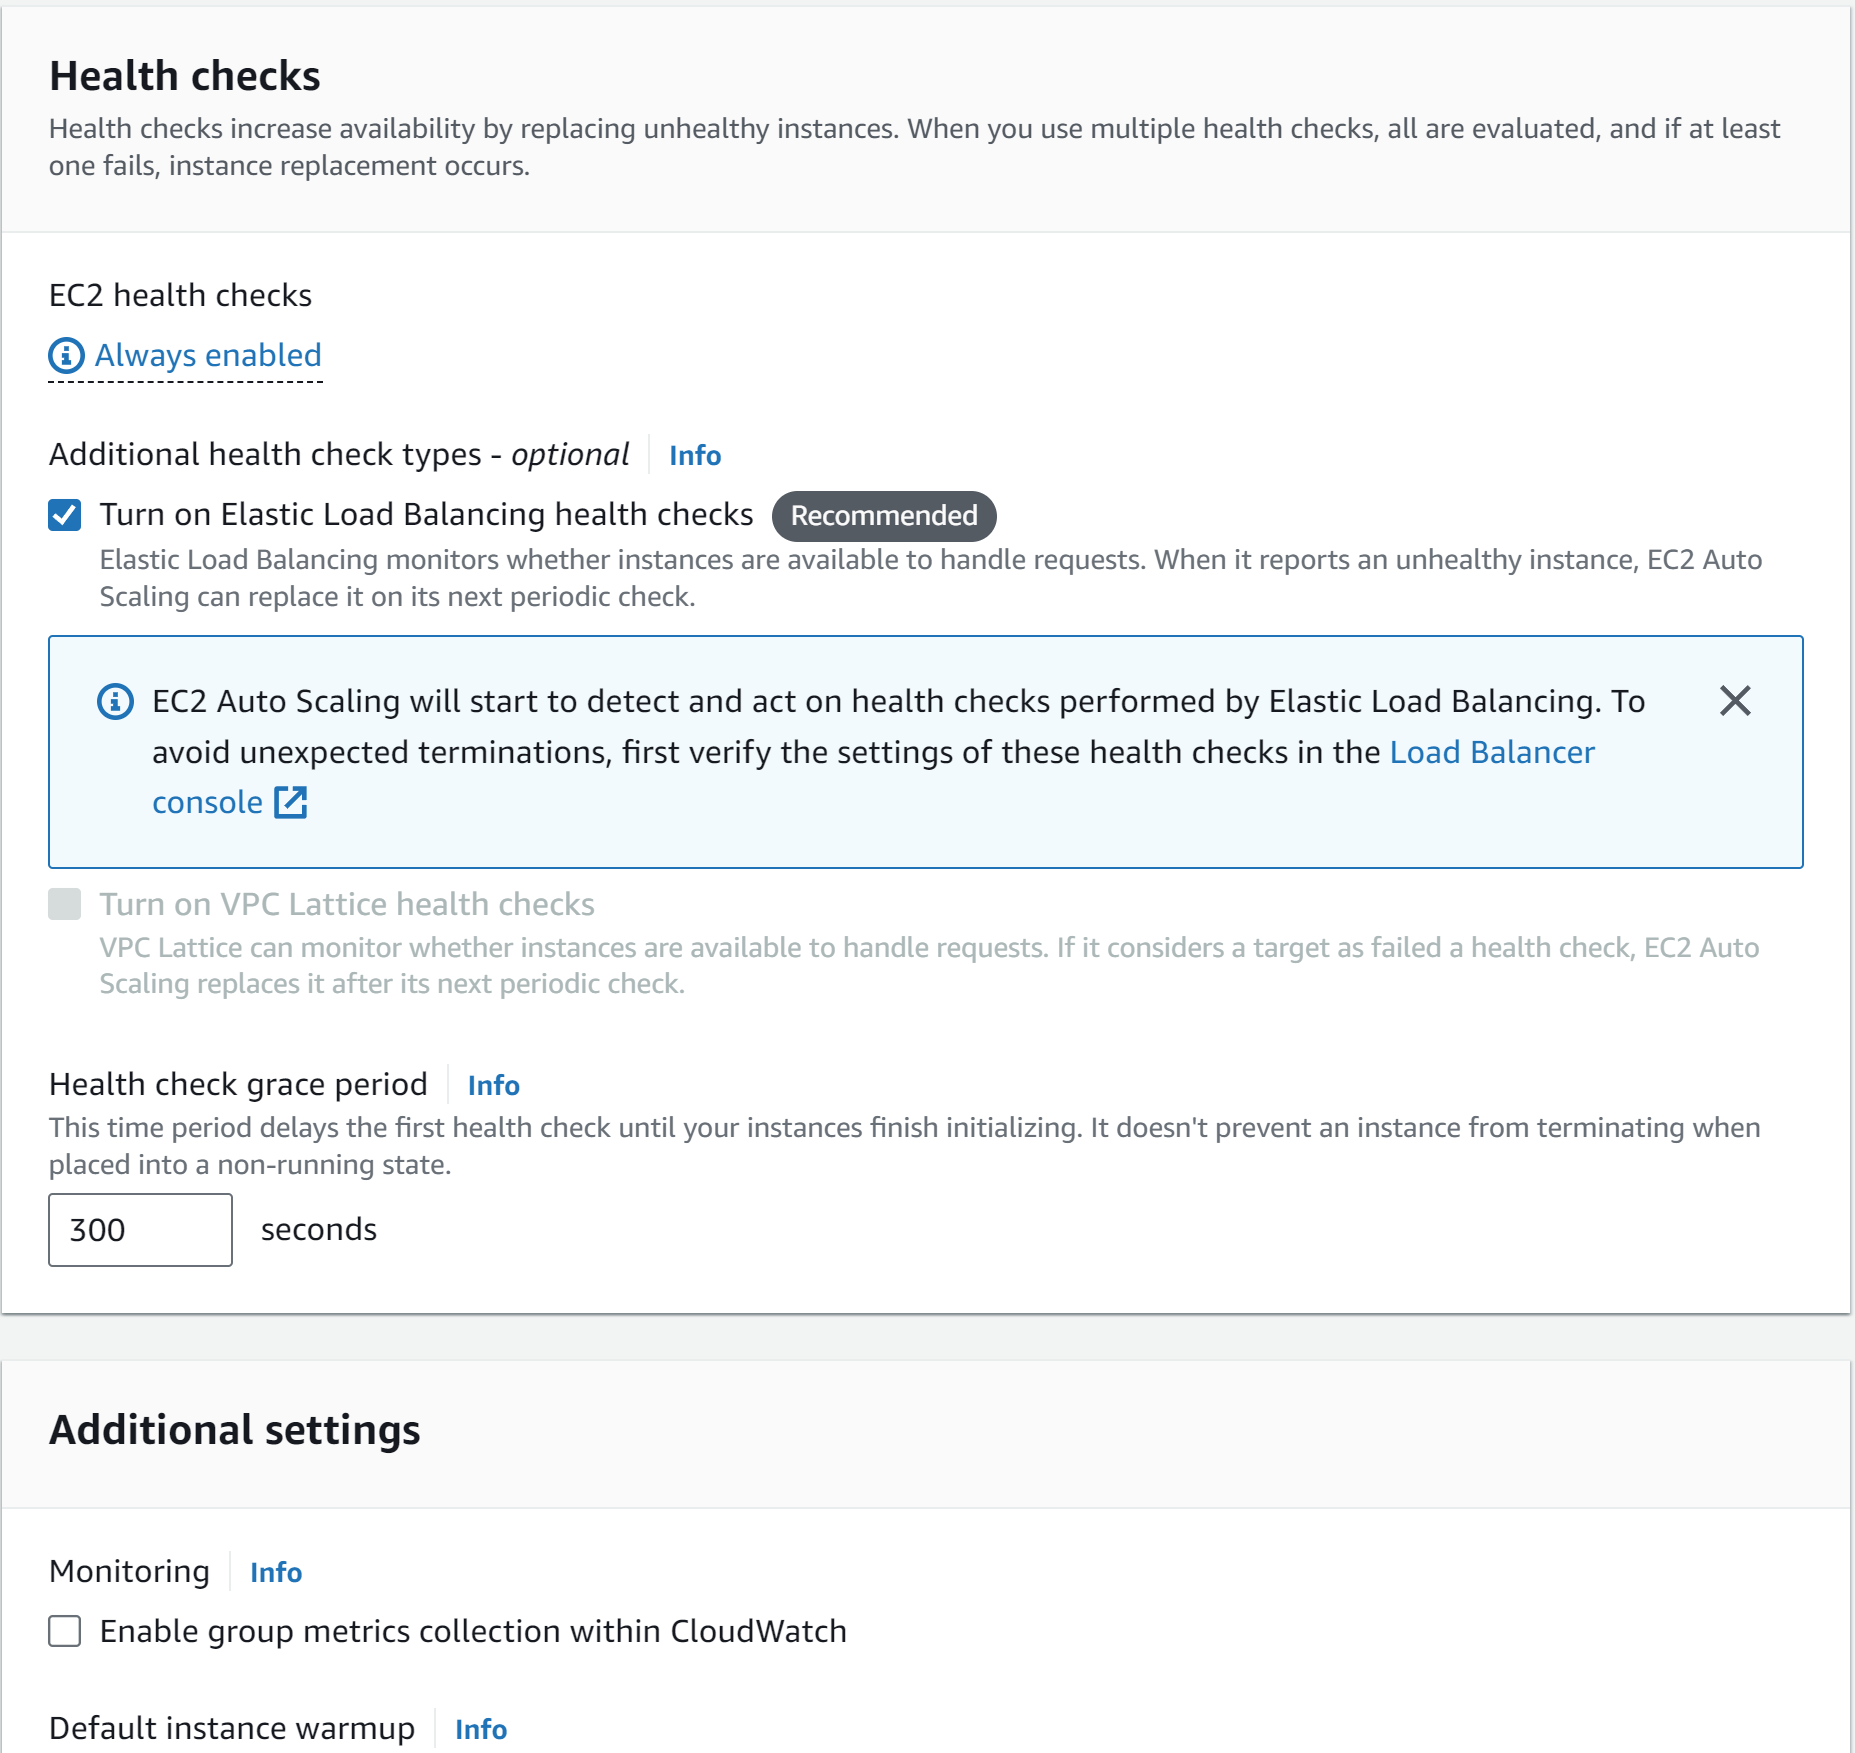 Health checks
Health checks increase availability by replacing unhealthy instances. When you use multiple health checks, all are evaluated, and if at least
one fails, instance replacement occurs.
EC2 health checks
Always enabled
Additional health check types - optional Info
Turn on Elastic Load Balancing health checks Recommended
Elastic Load Balancing monitors whether instances are available to handle requests. When it reports an unhealthy instance, EC2 Auto
Scaling can replace it on its next periodic check.
EC2 Auto Scaling will start to detect and act on health checks performed by Elastic Load Balancing. To
avoid unexpected terminations, first verify the settings of these health checks in the Load Balancer
console
Turn on VPC Lattice health checks
VPC Lattice can monitor whether instances are available to handle requests. If it considers a target as failed a health check, EC2 Auto
Scaling replaces it after its next periodic check.
Health check grace period Info
This time period delays the first health check until your instances finish initializing. It doesn't prevent an instance from terminating when
placed into a non-running state.
300 seconds
Additional settings
Monitoring Info
Enable group metrics collection within CloudWatch
Default instance warmup Info